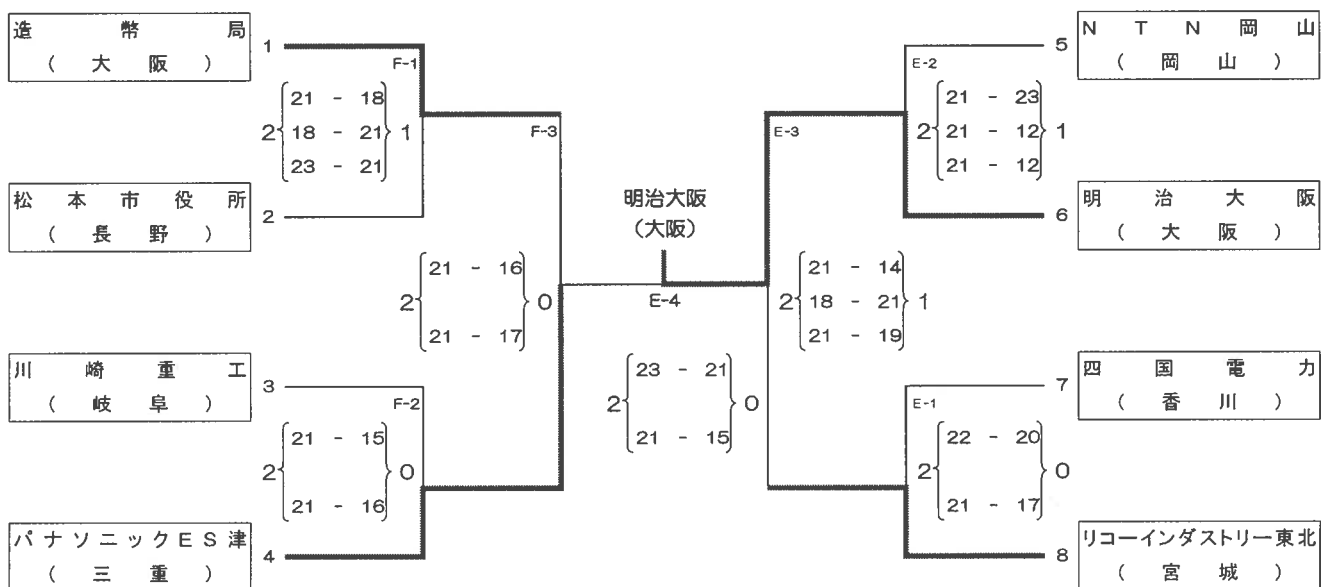 造幣局
(大阪)
1
F-1
2 21 - 18 1
18 - 21
23 - 21
松本市役所
(長野)
2
F-3
2 21 - 16 0
21 - 17
川崎重工
(岐阜)
3
F-2
2 21 - 15 0
21 - 16
パナソニックES津
(三重)
4
明治大阪
(大阪)
E-4
2 23 - 21 0
21 - 15
NTN岡山
(岡山)
5
E-2
2 21 - 23 1
21 - 12
21 - 12
明治大阪
(大阪)
6
E-3
2 21 - 14 1
18 - 21
21 - 19
四国電力
(香川)
7
E-1
2 22 - 20 0
21 - 17
リコーインダストリー東北
(宮城)
8